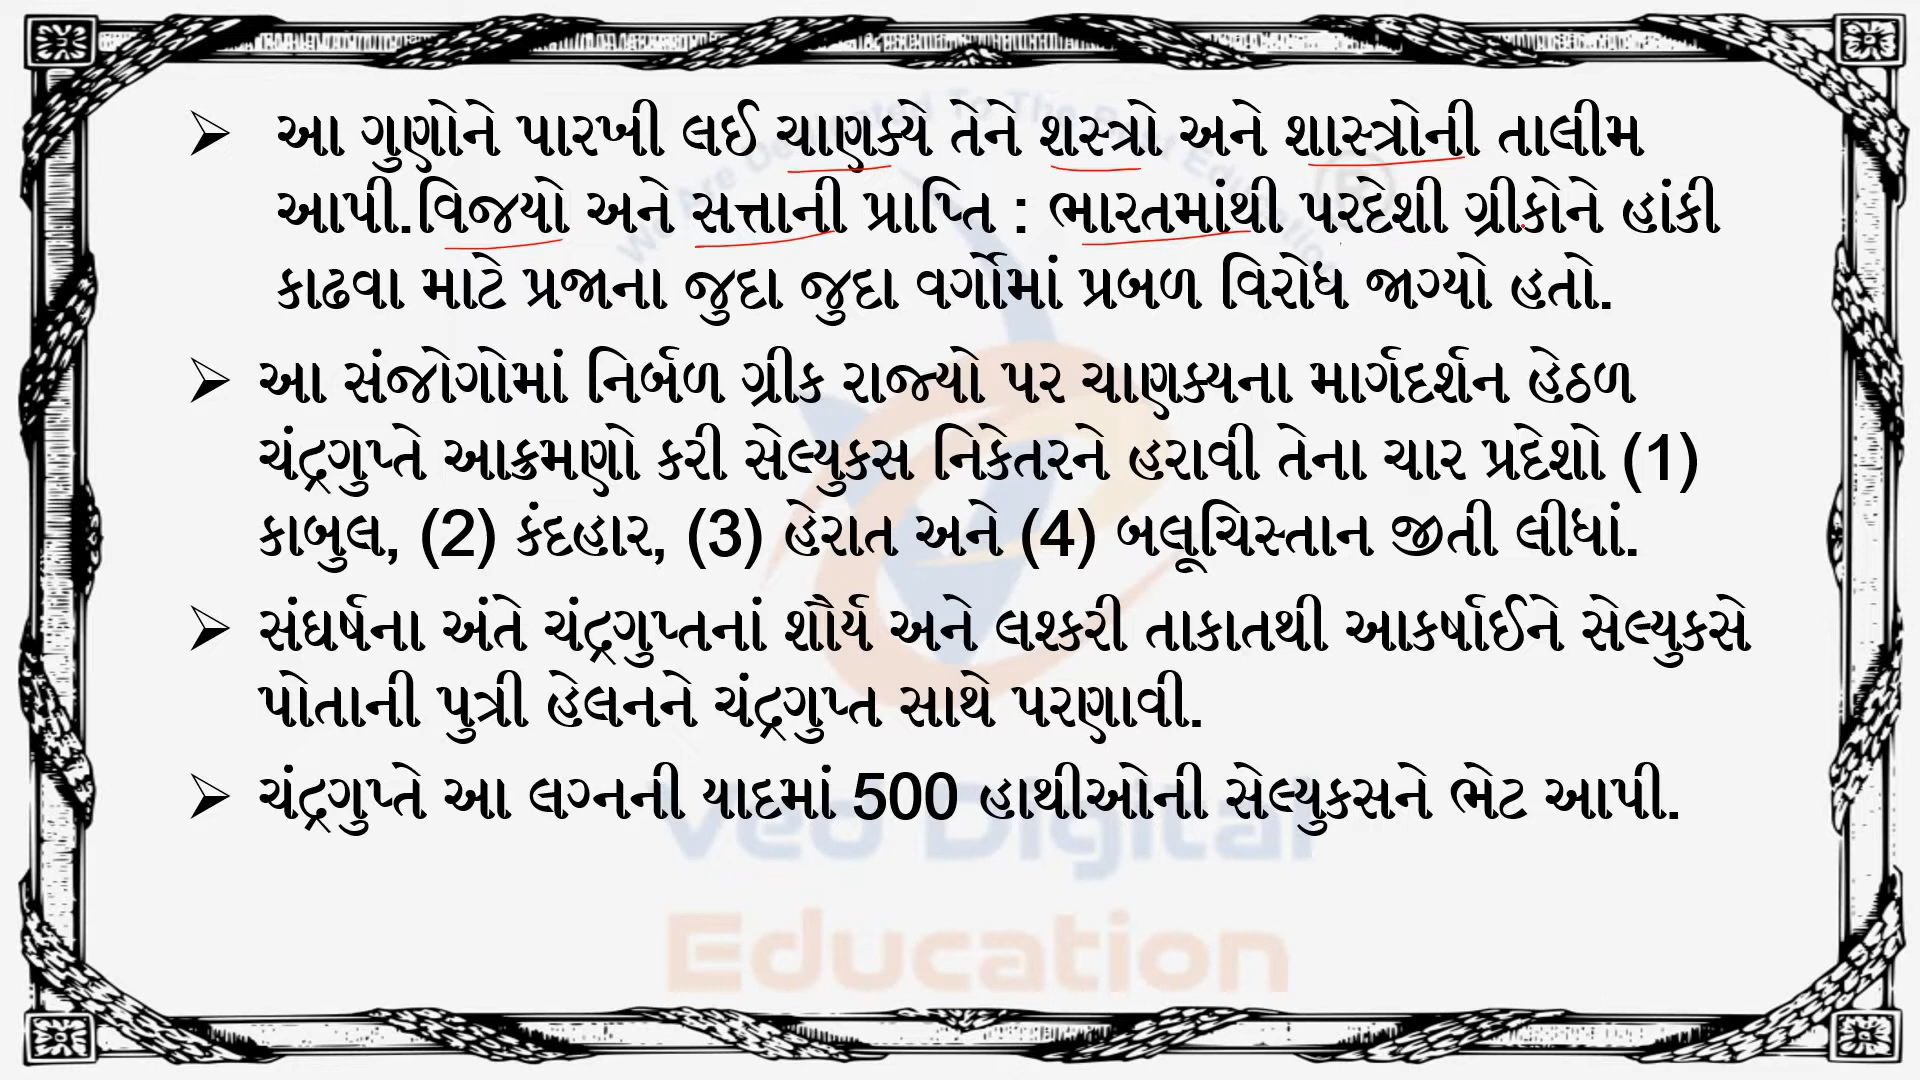 ➢ આ ગુણોને પારખી લઈ ચાણક્યે તેને શસ્ત્રો અને શાસ્ત્રોની તાલીમ
આપી.વિજયો અને સત્તાની પ્રાપ્તિ : ભારતમાંથી પરદેશી ગ્રીકોને હાંકી
કાઢવા માટે પ્રજાના જુદા જુદા વર્ગોમાં પ્રબળ વિરોધ જાગ્યો હતો.
➢ આ સંજોગોમાં નિર્બળ ગ્રીક રાજ્યો પર ચાણક્યના માર્ગદર્શન હેઠળ
ચંદ્રગુપ્તે આક્રમણો કરી સેલ્યુકસ નિકેતરને હરાવી તેના ચાર પ્રદેશો (1)
કાબુલ, (2) કંદહાર, (3) હેરાત અને (4) બલૂચિસ્તાન જીતી લીધાં.
➢ સંઘર્ષના અંતે ચંદ્રગુપ્તનાં શૌર્ય અને લશ્કરી તાકાતથી આકર્ષાઈને સેલ્યુકસે
પોતાની પુત્રી હેલનને ચંદ્રગુપ્ત સાથે પરણાવી.
➢ ચંદ્રગુપ્તે આ લગ્નની યાદમાં 500 હાથીઓની સેલ્યુકસને ભેટ આપી.
Veo Digital
Education